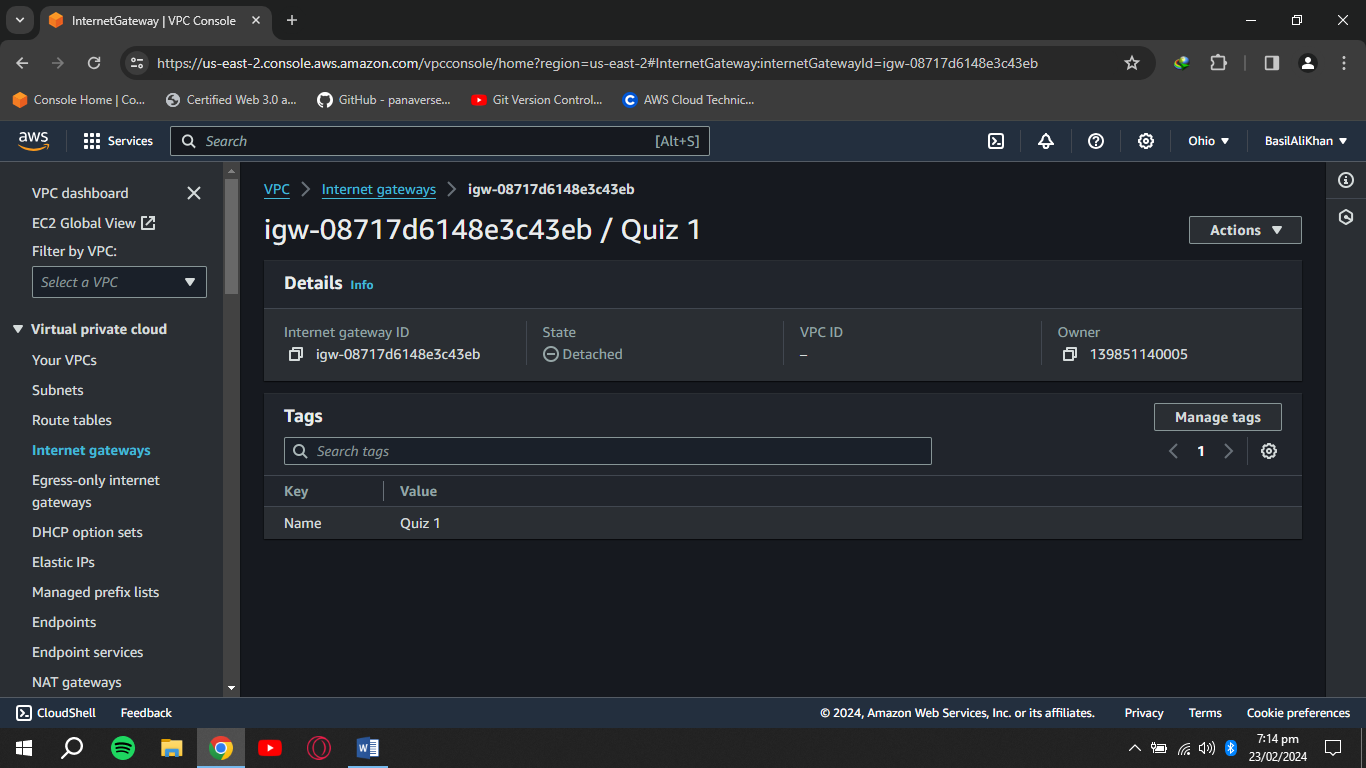 InternetGateway | VPC Console
https://us-east-2.console.aws.amazon.com/vpcconsole/home?region=us-east-2#InternetGateway:internetGatewayId=igw-08717d6148e3c43eb
Console Home | Co... Certified Web 3.0 a... GitHub - panaverse... Git Version Control... AWS Cloud Technic...
aws Services Search [Alt+S] Ohio BasilAliKhan
VPC dashboard
EC2 Global View
Filter by VPC:
Select a VPC
Virtual private cloud
Your VPCs
Subnets
Route tables
Internet gateways
Egress-only internet
gateways
DHCP option sets
Elastic IPs
Managed prefix lists
Endpoints
Endpoint services
NAT gateways
VPC Internet gateways igw-08717d6148e3c43eb
igw-08717d6148e3c43eb / Quiz 1
Actions
Details Info
Internet gateway ID State VPC ID Owner
igw-08717d6148e3c43eb Detached – 139851140005
Tags Manage tags
Search tags 1
Key Value
Name Quiz 1
CloudShell Feedback © 2024, Amazon Web Services, Inc. or its affiliates. Privacy Terms Cookie preferences
7:14 pm
23/02/2024